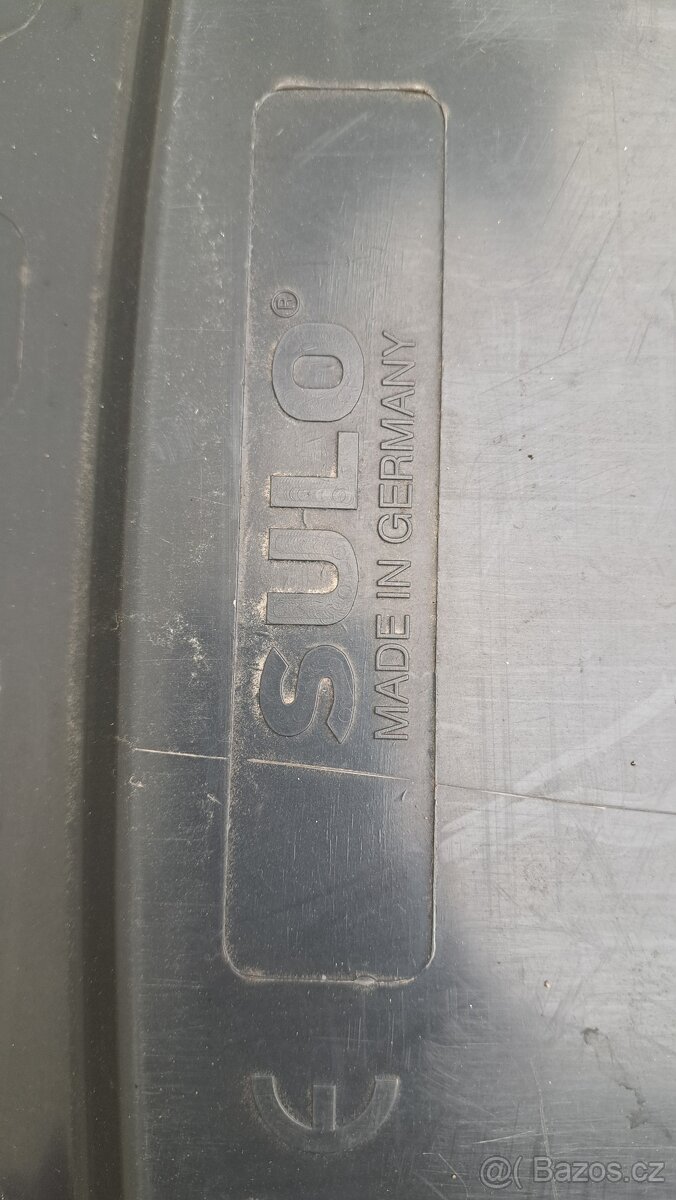 SULO®
MADE IN GERMANY
€
@( Bazos.cz